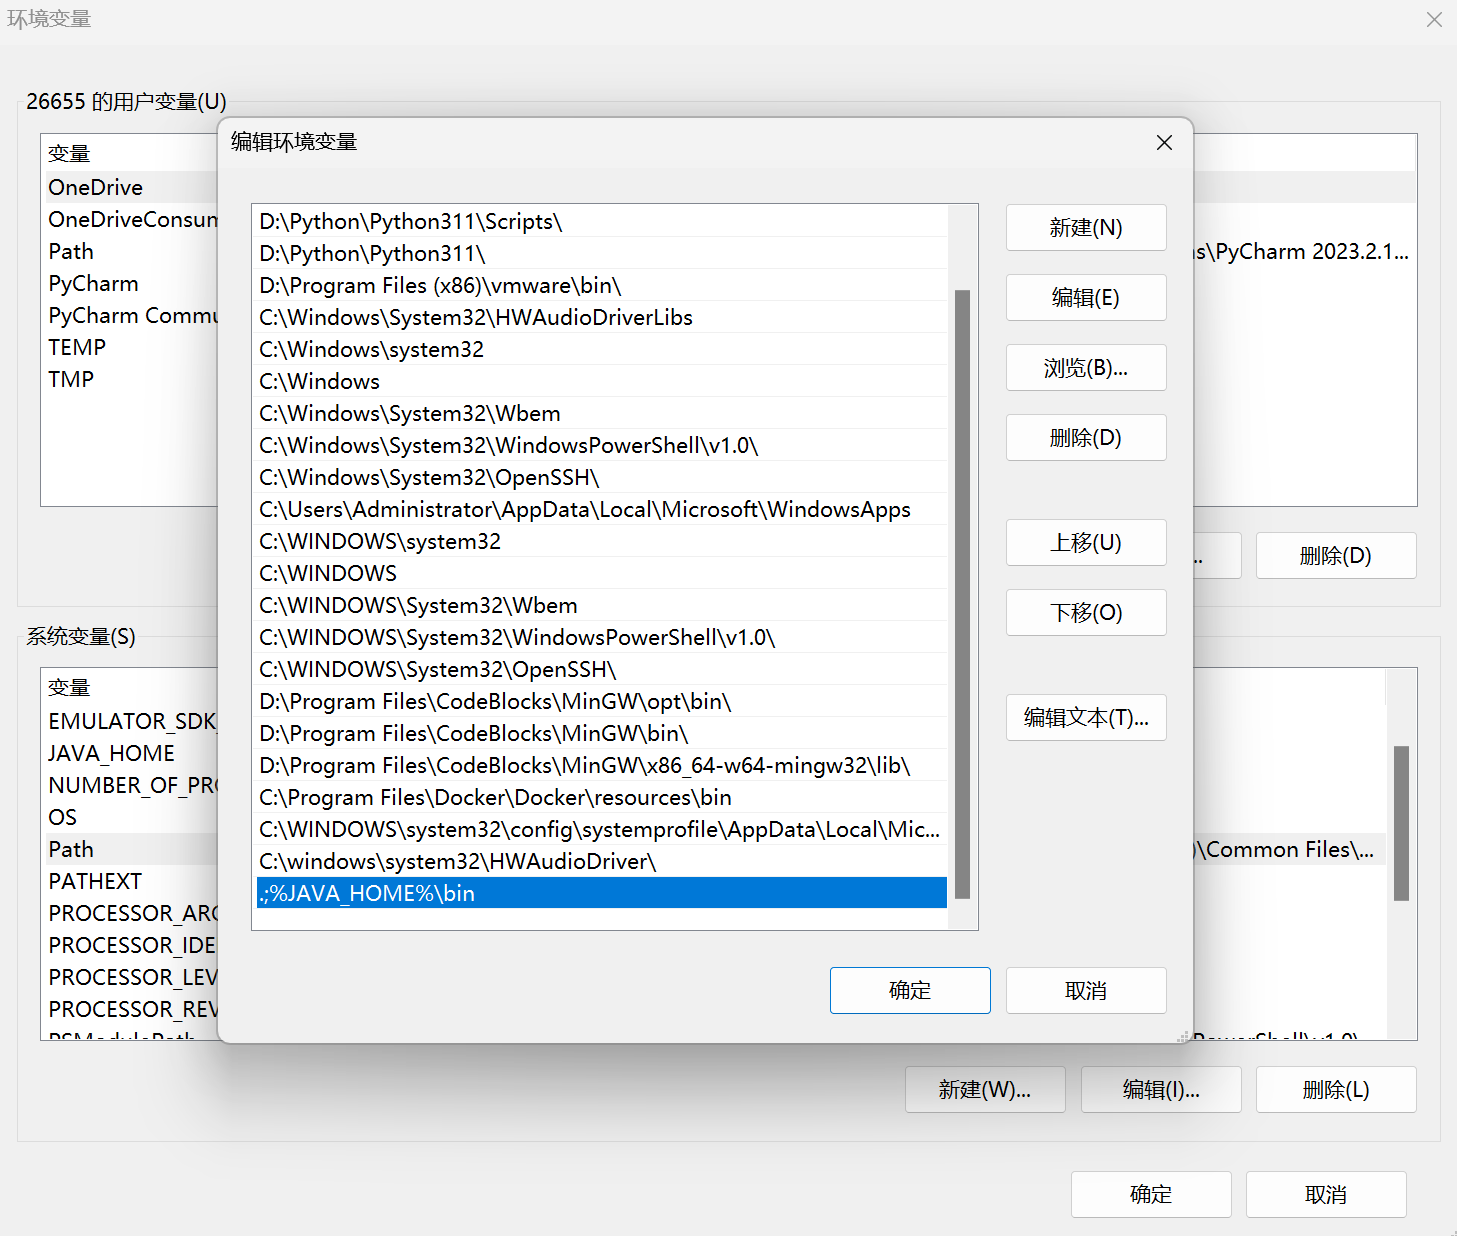 环境变量
26655 的用户变量(U)
变量
OneDrive
OneDriveConsum
Path
PyCharm
PyCharm Commu
TEMP
TMP
s\PyCharm 2023.2.1...
..
删除(D)
编辑环境变量
D:\Python\Python311\Scripts\
D:\Python\Python311\
D:\Program Files (x86)\vmware\bin\
C:\Windows\System32\HWAudioDriverLibs
C:\Windows\system32
C:\Windows
C:\Windows\System32\Wbem
C:\Windows\System32\WindowsPowerShell\v1.0\
C:\Windows\System32\OpenSSH\
C:\Users\Administrator\AppData\Local\Microsoft\WindowsApps
C:\WINDOWS\system32
C:\WINDOWS
C:\WINDOWS\System32\Wbem
C:\WINDOWS\System32\WindowsPowerShell\v1.0\
C:\WINDOWS\System32\OpenSSH\
D:\Program Files\CodeBlocks\MinGW\opt\bin\
D:\Program Files\CodeBlocks\MinGW\bin\
D:\Program Files\CodeBlocks\MinGW\x86_64-w64-mingw32\lib\
C:\Program Files\Docker\Docker\resources\bin
C:\WINDOWS\system32\config\systemprofile\AppData\Local\Mic...
C:\windows\system32\HWAudioDriver\
.;%JAVA_HOME%\bin
新建(N)
编辑(E)
浏览(B)...
删除(D)
上移(U)
下移(O)
编辑文本(T)...
确定
取消
系统变量(S)
变量
EMULATOR_SDK_
JAVA_HOME
NUMBER_OF_PRO
OS
Path
PATHEXT
PROCESSOR_ARC
PROCESSOR_IDE
PROCESSOR_LEV
PROCESSOR_REV
PSModulePath
)\Common Files\...
PowerShell\v1.0\
新建(W)...
编辑(I)...
删除(L)
确定
取消